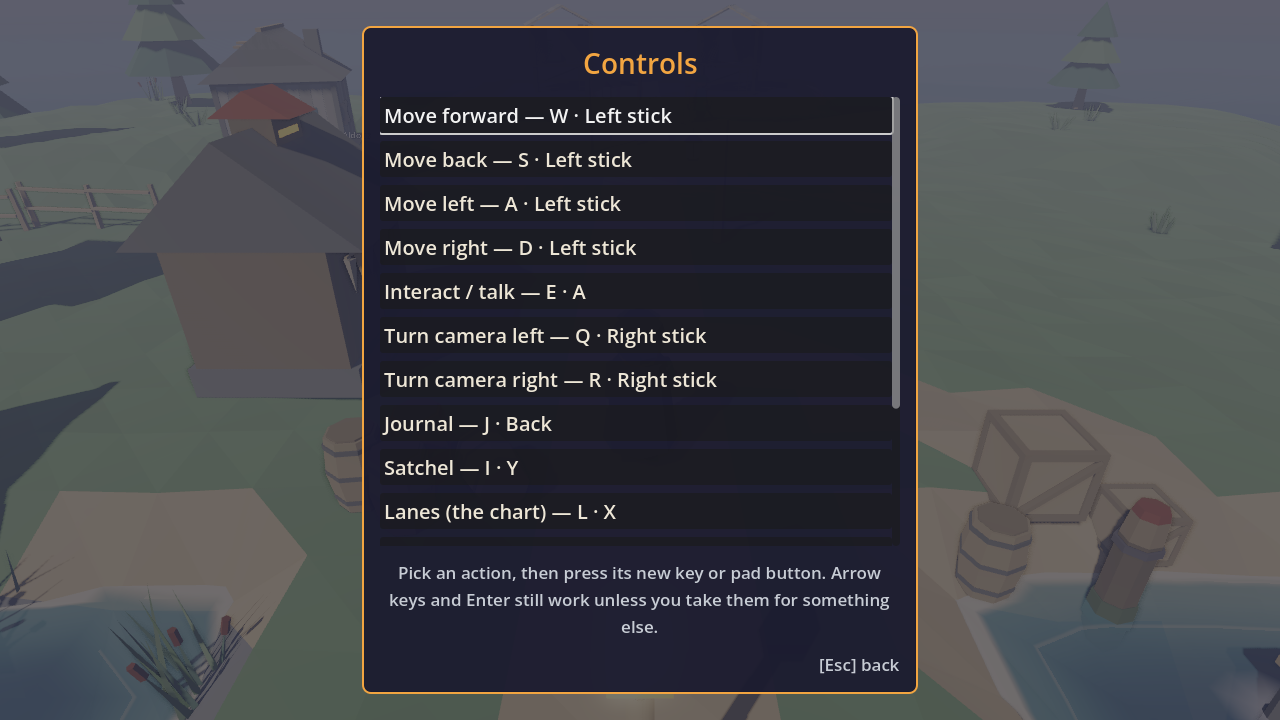 Controls
Move forward — W · Left stick
Move back — S · Left stick
Move left — A · Left stick
Move right — D · Left stick
Interact / talk — E · A
Turn camera left — Q · Right stick
Turn camera right — R · Right stick
Journal — J · Back
Satchel — I · Y
Lanes (the chart) — L · X
Pick an action, then press its new key or pad button. Arrow
keys and Enter still work unless you take them for something
else.
[Esc] back